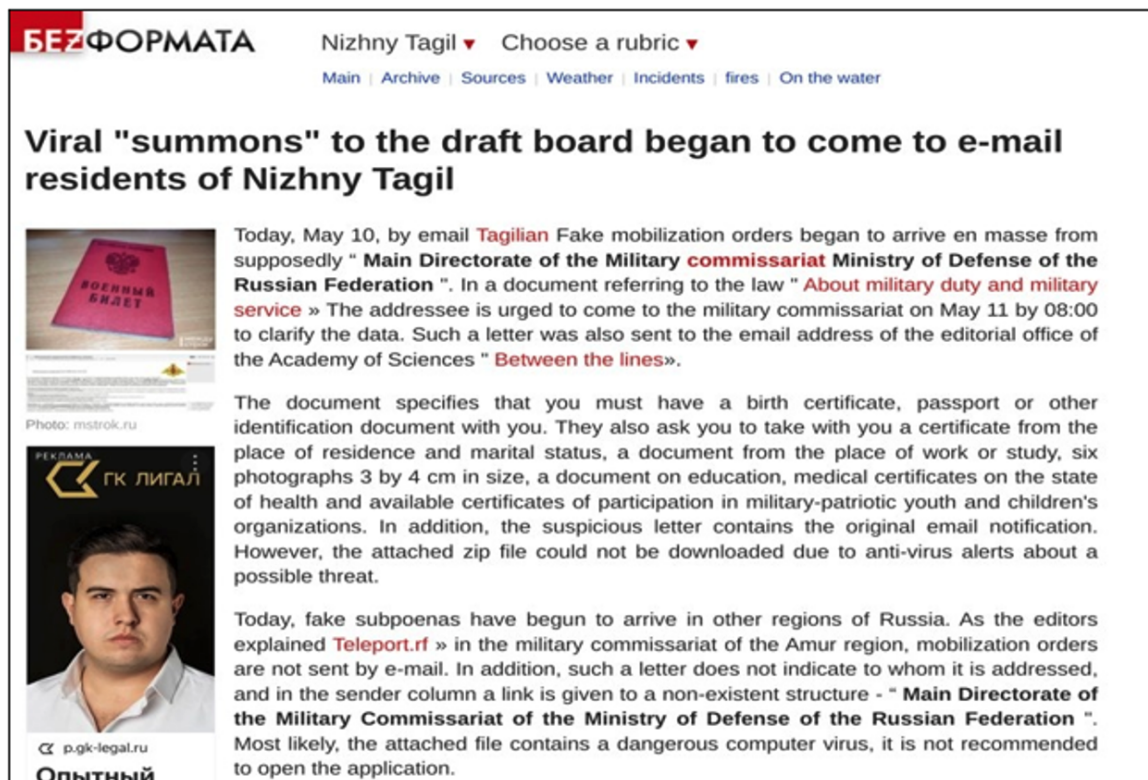 БЕZФОРМАТА
Nizhny Tagil ▼ Choose a rubric ▼
Main | Archive | Sources | Weather | Incidents | fires | On the water
Viral "summons" to the draft board began to come to e-mail
residents of Nizhny Tagil
Today, May 10, by email Tagilian Fake mobilization orders began to arrive en masse from
supposedly “ Main Directorate of the Military commissariat Ministry of Defense of the
Russian Federation ". In a document referring to the law " About military duty and military
service » The addressee is urged to come to the military commissariat on May 11 by 08:00
to clarify the data. Such a letter was also sent to the email address of the editorial office of
the Academy of Sciences " Between the lines».
ВОЕННЫЙ
БИЛЕТ
Photo: mstrok.ru
The document specifies that you must have a birth certificate, passport or other
identification document with you. They also ask you to take with you a certificate from the
place of residence and marital status, a document from the place of work or study, six
photographs 3 by 4 cm in size, a document on education, medical certificates on the state
of health and available certificates of participation in military-patriotic youth and children's
organizations. In addition, the suspicious letter contains the original email notification.
However, the attached zip file could not be downloaded due to anti-virus alerts about a
possible threat.
РЕКЛАМА
ГК ЛИГАЛ
Today, fake subpoenas have begun to arrive in other regions of Russia. As the editors
explained Teleport.rf » in the military commissariat of the Amur region, mobilization orders
are not sent by e-mail. In addition, such a letter does not indicate to whom it is addressed,
and in the sender column a link is given to a non-existent structure - “ Main Directorate of
the Military Commissariat of the Ministry of Defense of the Russian Federation ".
Most likely, the attached file contains a dangerous computer virus, it is not recommended
to open the application.
p.gk-legal.ru
Опытный